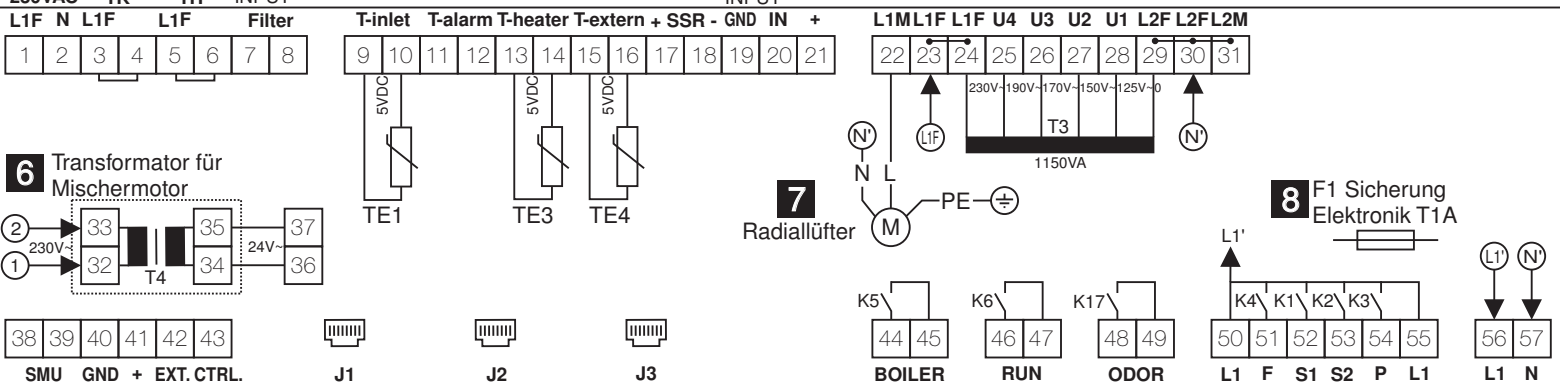 L1F N L1F L1F Filter T-inlet T-alarm T-heater T-extern + SSR - GND IN + L1M L1F L1F U4 U3 U2 U1 L2F L2F L2M
1 2 3 4 5 6 7 8 9 10 11 12 13 14 15 16 17 18 19 20 21 22 23 24 25 26 27 28 29 30 31
5VDC 5VDC 5VDC
230V~ 190V~ 170V~ 150V~ 125V~ 0
T3
1150VA
L1F N'
6 Transformator für
Mischermotor
TE1 TE3 TE4
N'
N L
7
Radiallüfter
M PE
8 F1 Sicherung
Elektronik T1A
2 33 35 37
230V~ 24V~
1 32 T4 34 36
L1' L1' N'
K5 K6 K17 K4 K1 K2 K3
38 39 40 41 42 43 44 45 46 47 48 49 50 51 52 53 54 55 56 57
SMU GND + EXT. CTRL. J1 J2 J3 BOILER RUN ODOR L1 F S1 S2 P L1 L1 N